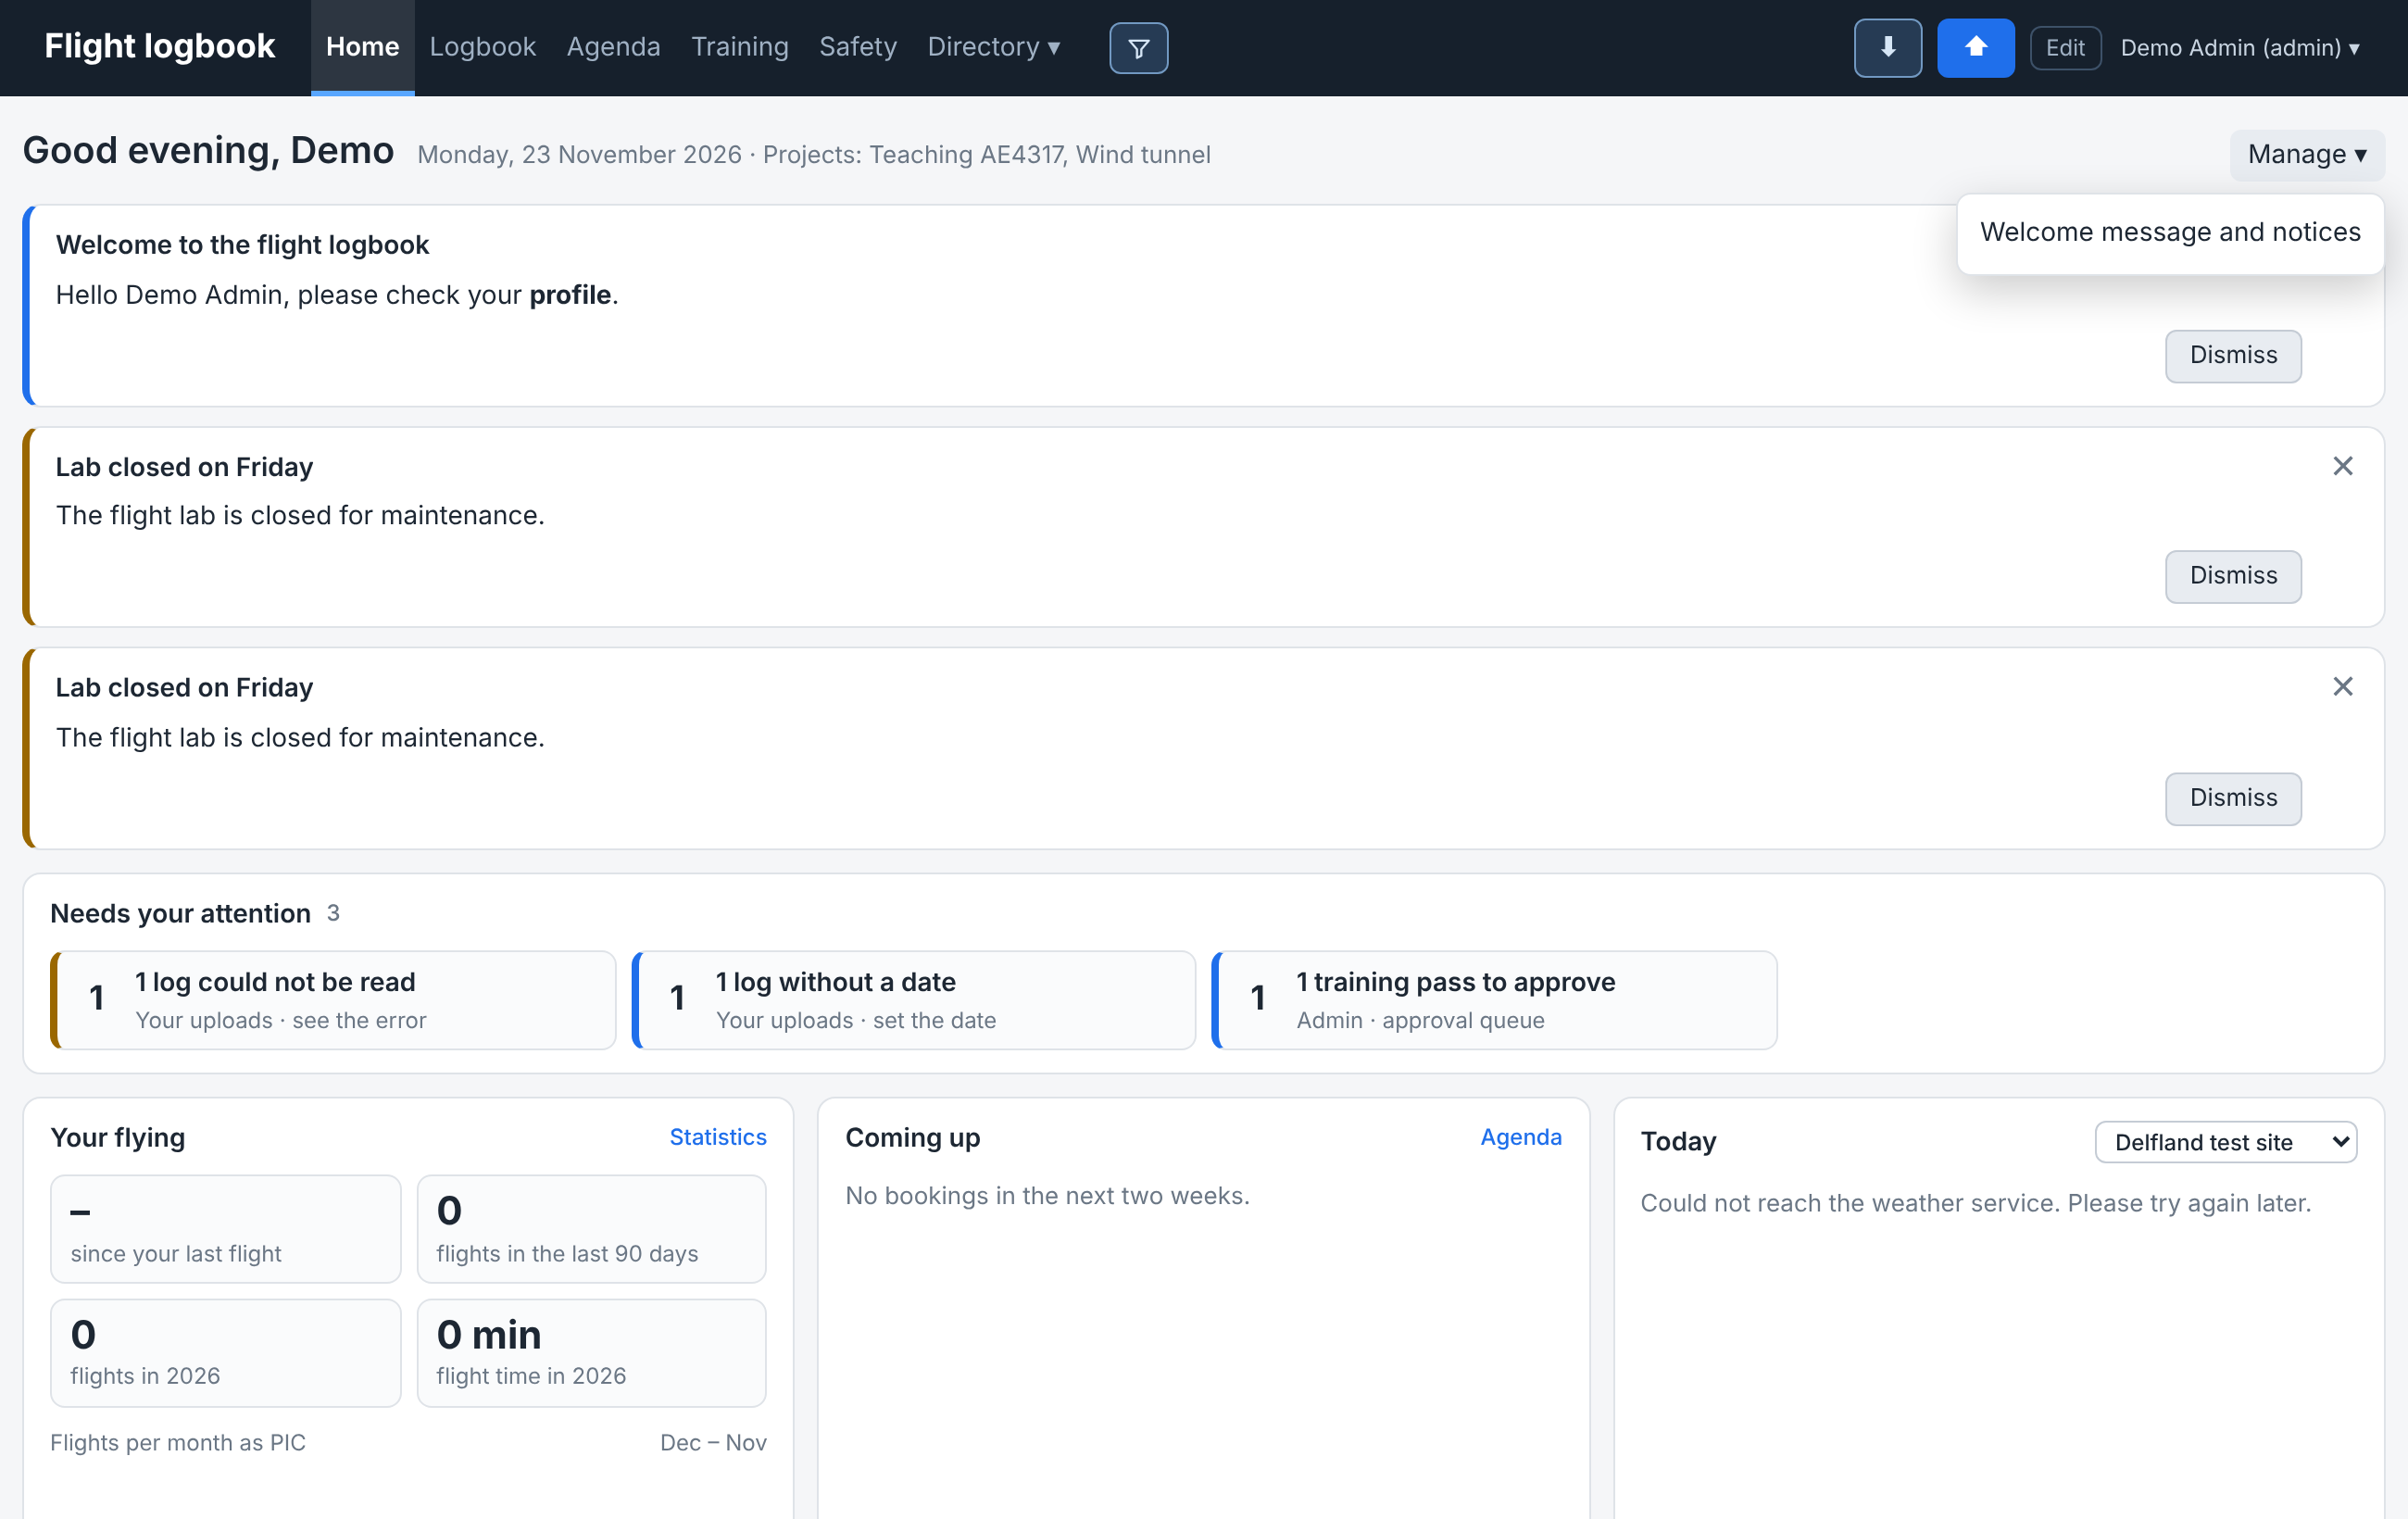 Flight logbook Home Logbook Agenda Training Safety Directory ▾ Edit Demo Admin (admin) ▾
Good evening, Demo Monday, 23 November 2026 · Projects: Teaching AE4317, Wind tunnel Manage ▾
Welcome message and notices
Welcome to the flight logbook
Hello Demo Admin, please check your profile.
Dismiss
Lab closed on Friday
The flight lab is closed for maintenance.
Dismiss
Lab closed on Friday
The flight lab is closed for maintenance.
Dismiss
Needs your attention 3
1 1 log could not be read
Your uploads · see the error
1 1 log without a date
Your uploads · set the date
1 1 training pass to approve
Admin · approval queue
Your flying Statistics
–
since your last flight
0
flights in the last 90 days
0
flights in 2026
0 min
flight time in 2026
Flights per month as PIC Dec – Nov
Coming up Agenda
No bookings in the next two weeks.
Today Delfland test site
Could not reach the weather service. Please try again later.